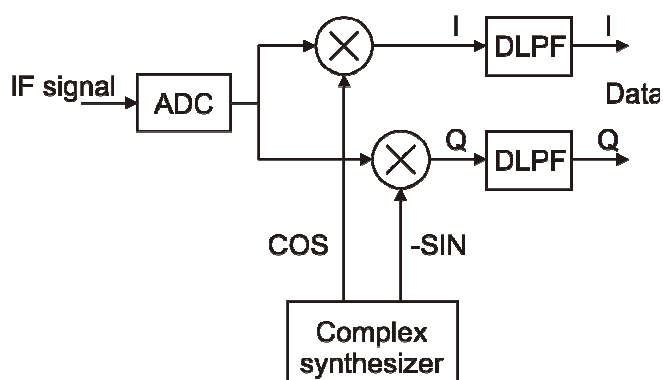 I
DLPF
I
IF signal
ADC
Data
Q
DLPF
Q
COS
-SIN
Complex
synthesizer